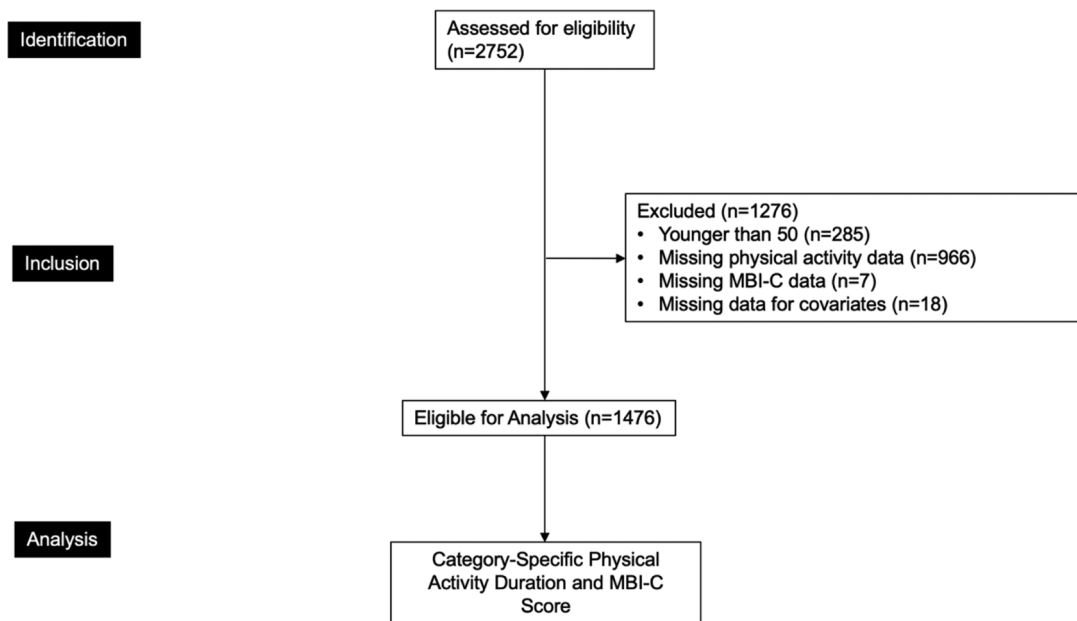 Identification
Assessed for eligibility
(n=2752)
Inclusion
Excluded (n=1276)
• Younger than 50 (n=285)
• Missing physical activity data (n=966)
• Missing MBI-C data (n=7)
• Missing data for covariates (n=18)
Eligible for Analysis (n=1476)
Analysis
Category-Specific Physical
Activity Duration and MBI-C
Score